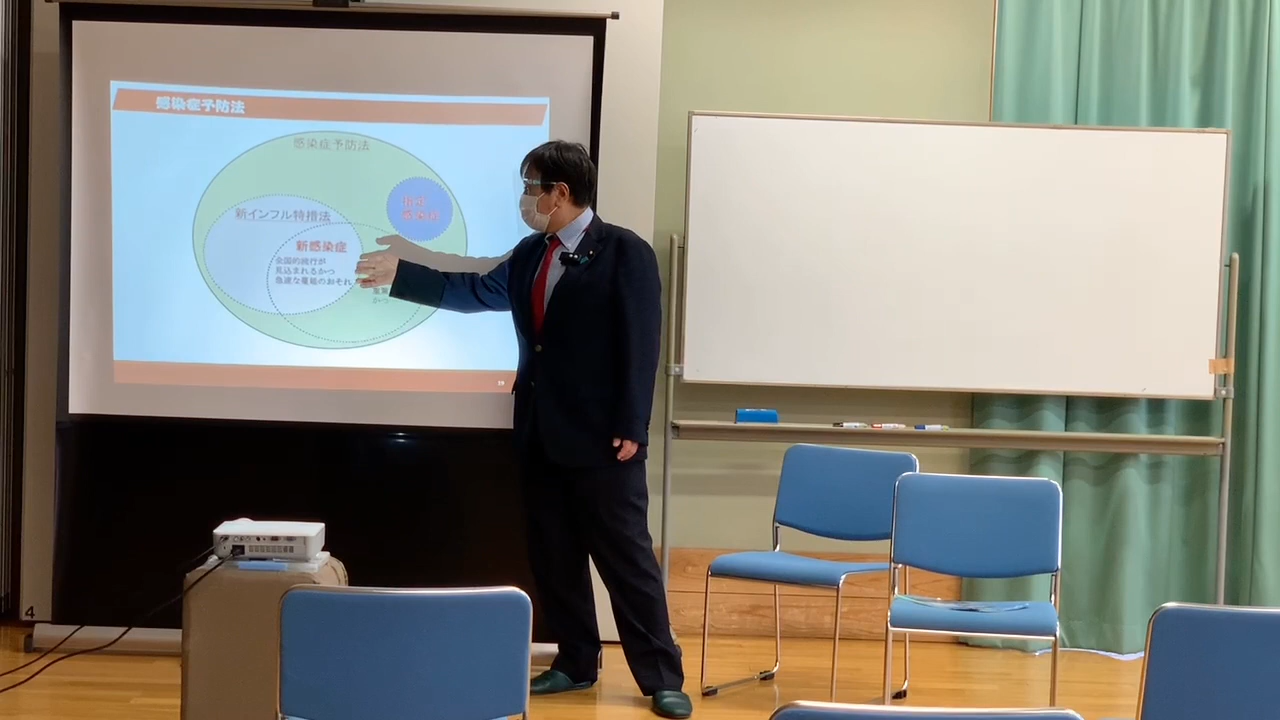 感染症予防法
感染症予防法
指定
感染症
新インフル特措法
新感染症
全国的流行が
見込まれるかつ
急速な蔓延のおそれ
かつ
4